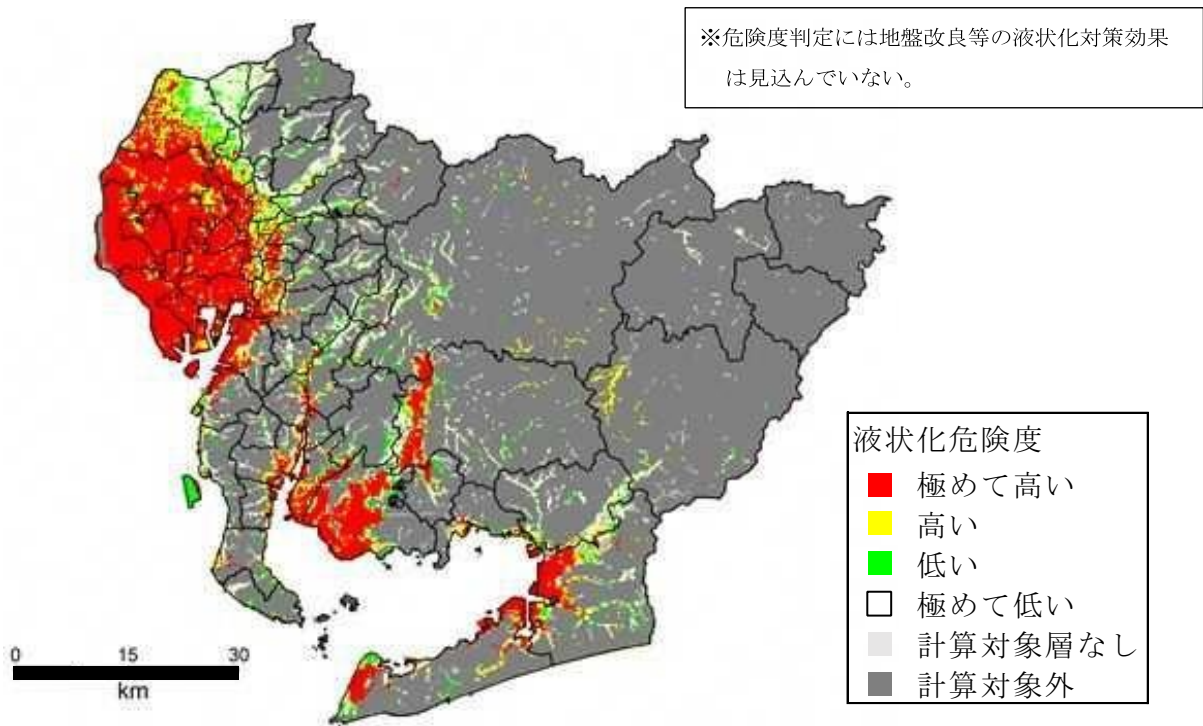 ※危険度判定には地盤改良等の液状化対策効果
は見込んでいない。
液状化危険度
極めて高い
高い
低い
極めて低い
計算対象層なし
計算対象外
0 15 30
km